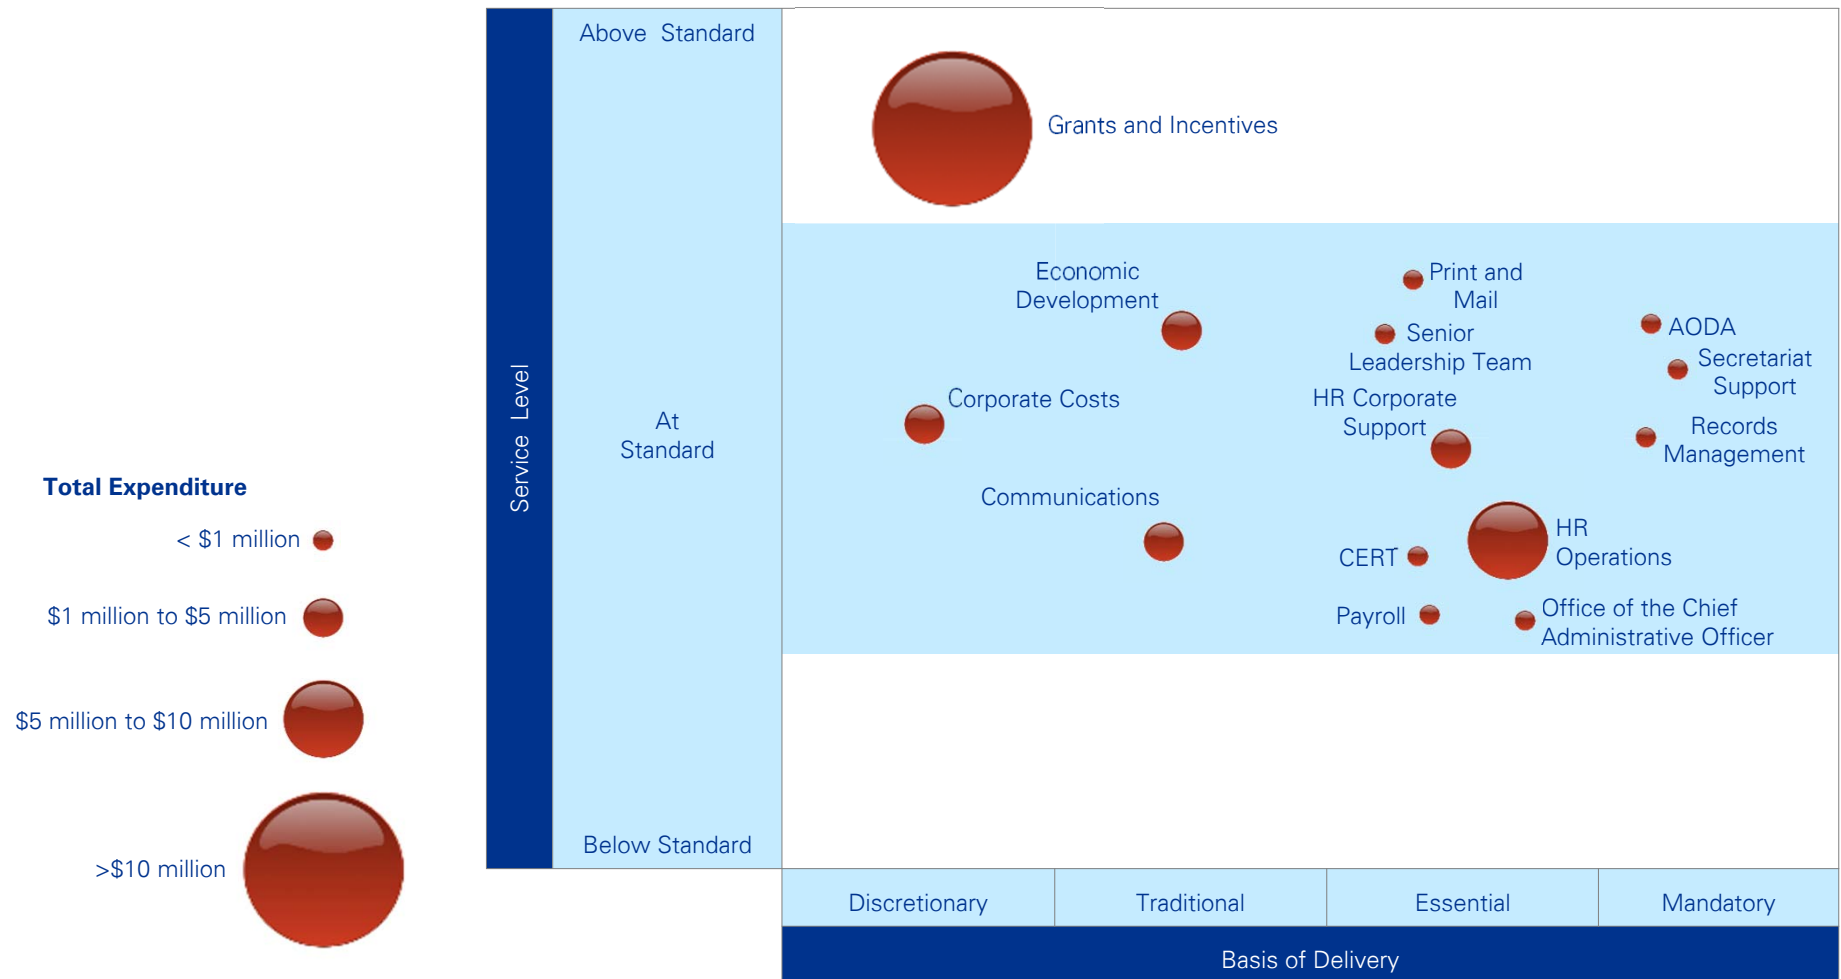 Above Standard
Grants and Incentives
Economic
Development
Print and
Mail
Senior
Leadership Team
AODA
Secretariat
Support
Corporate Costs
HR Corporate
Support
Records
Management
At
Standard
Service Level
Communications
HR
Operations
CERT
Payroll
Office of the Chief
Administrative Officer
Below Standard
Total Expenditure
< $1 million
$1 million to $5 million
$5 million to $10 million
>$10 million
Discretionary
Traditional
Essential
Mandatory
Basis of Delivery